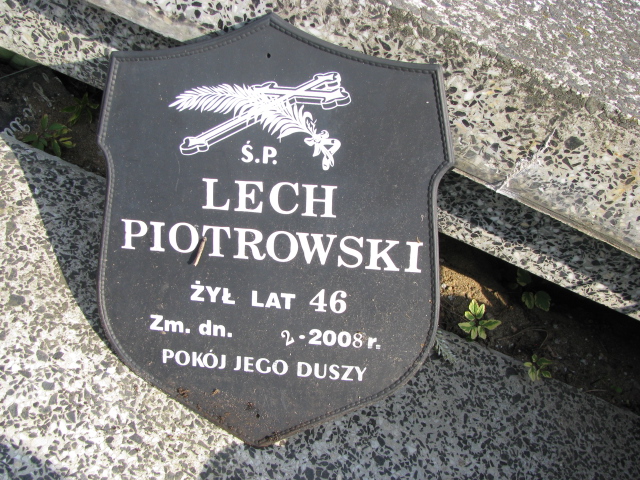 Ś.P.
LECH
PIOTROWSKI
ŻYŁ LAT 46
Zm. dn. 2-2008 r.
POKÓJ JEGO DUSZY